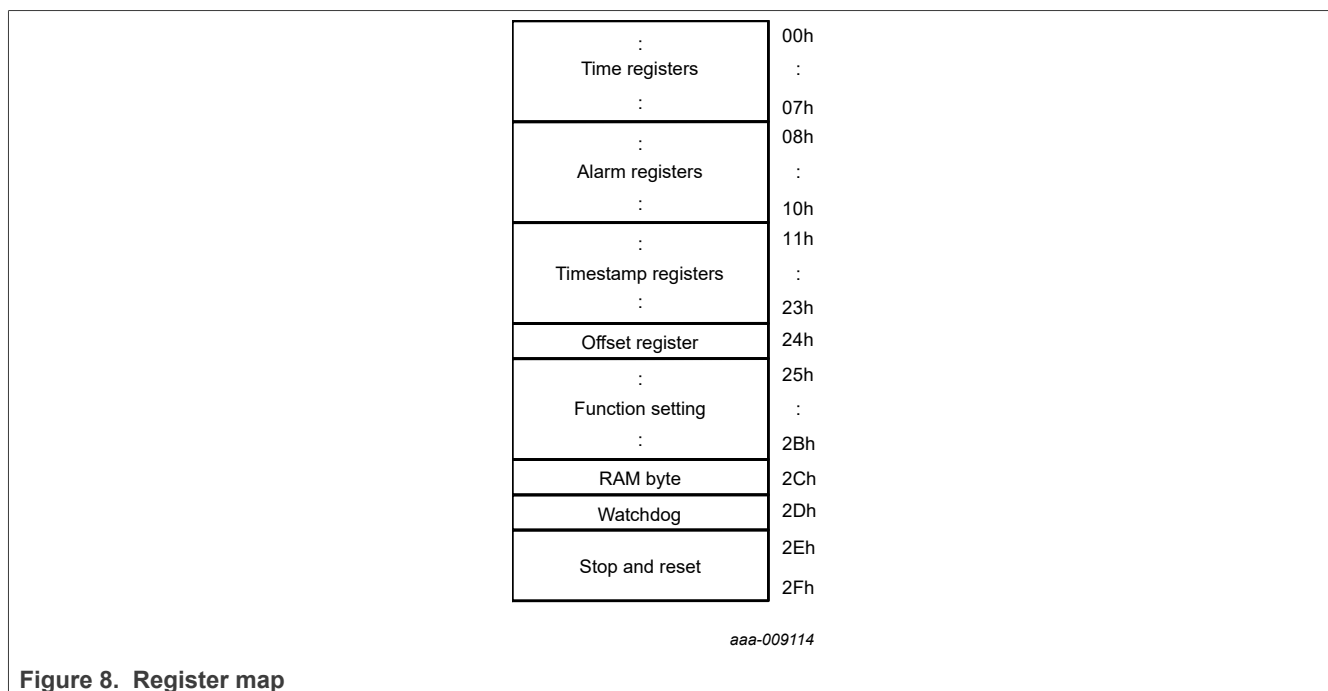 :
00h
Time registers
:
:
07h
:
08h
Alarm registers
:
:
10h
:
11h
Timestamp registers
:
:
23h
Offset register
24h
:
25h
Function setting
:
:
2Bh
RAM byte
2Ch
Watchdog
2Dh
Stop and reset
2Eh
2Fh
aaa-009114
Figure 8. Register map